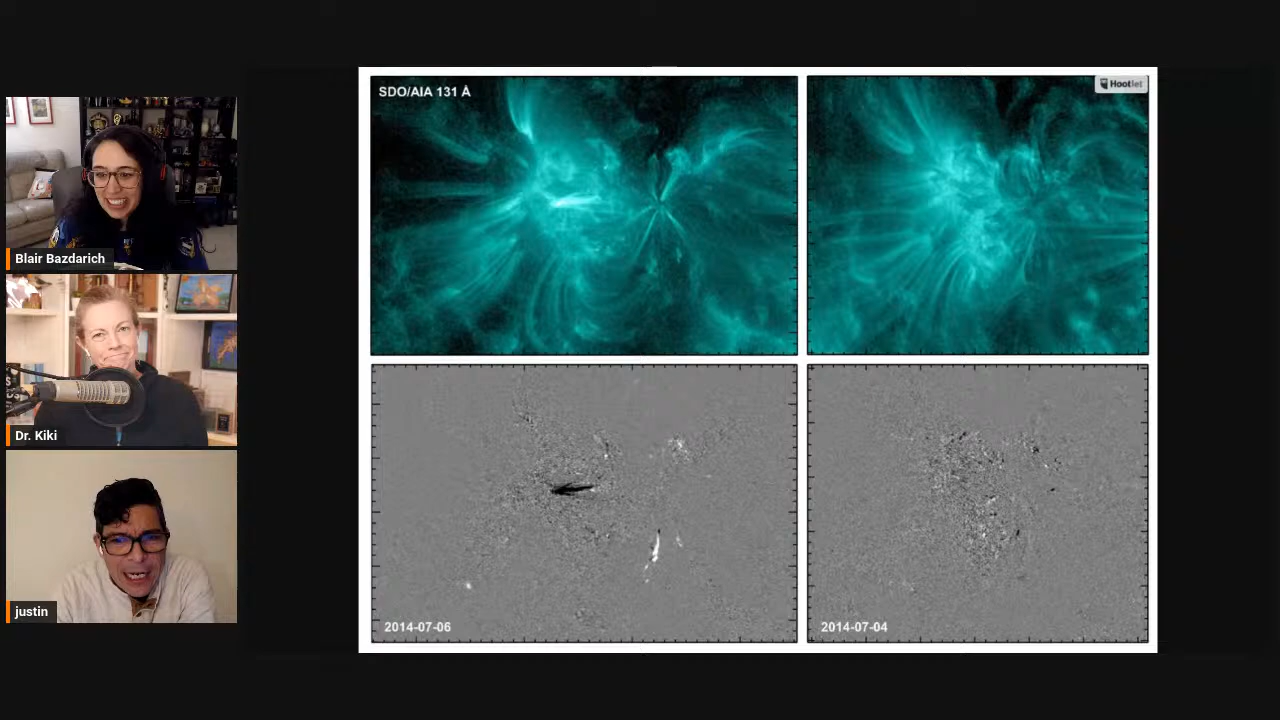 SDO/AIA 131 Å
Hootlet
Blair Bazdarich
Dr. Kiki
justin
2014-07-06
2014-07-04